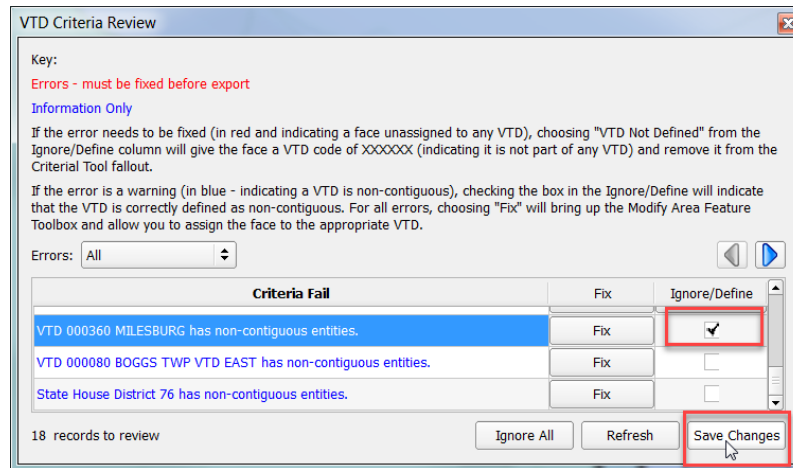 VTD Criteria Review
Key:
Errors - must be fixed before export
Information Only
If the error needs to be fixed (in red and indicating a face unassigned to any VTD), choosing "VTD Not Defined" from the
Ignore/Define column will give the face a VTD code of XXXXXX (indicating it is not part of any VTD) and remove it from the
Criterial Tool fallout.
If the error is a warning (in blue - indicating a VTD is non-contiguous), checking the box in the Ignore/Define will indicate
that the VTD is correctly defined as non-contiguous. For all errors, choosing "Fix" will bring up the Modify Area Feature
Toolbox and allow you to assign the face to the appropriate VTD.
Errors: All
Criteria Fail Fix Ignore/Define
VTD 000360 MILESBURG has non-contiguous entities. Fix
VTD 000080 BOGGS TWP VTD EAST has non-contiguous entities. Fix
State House District 76 has non-contiguous entities. Fix
18 records to review Ignore All Refresh Save Changes